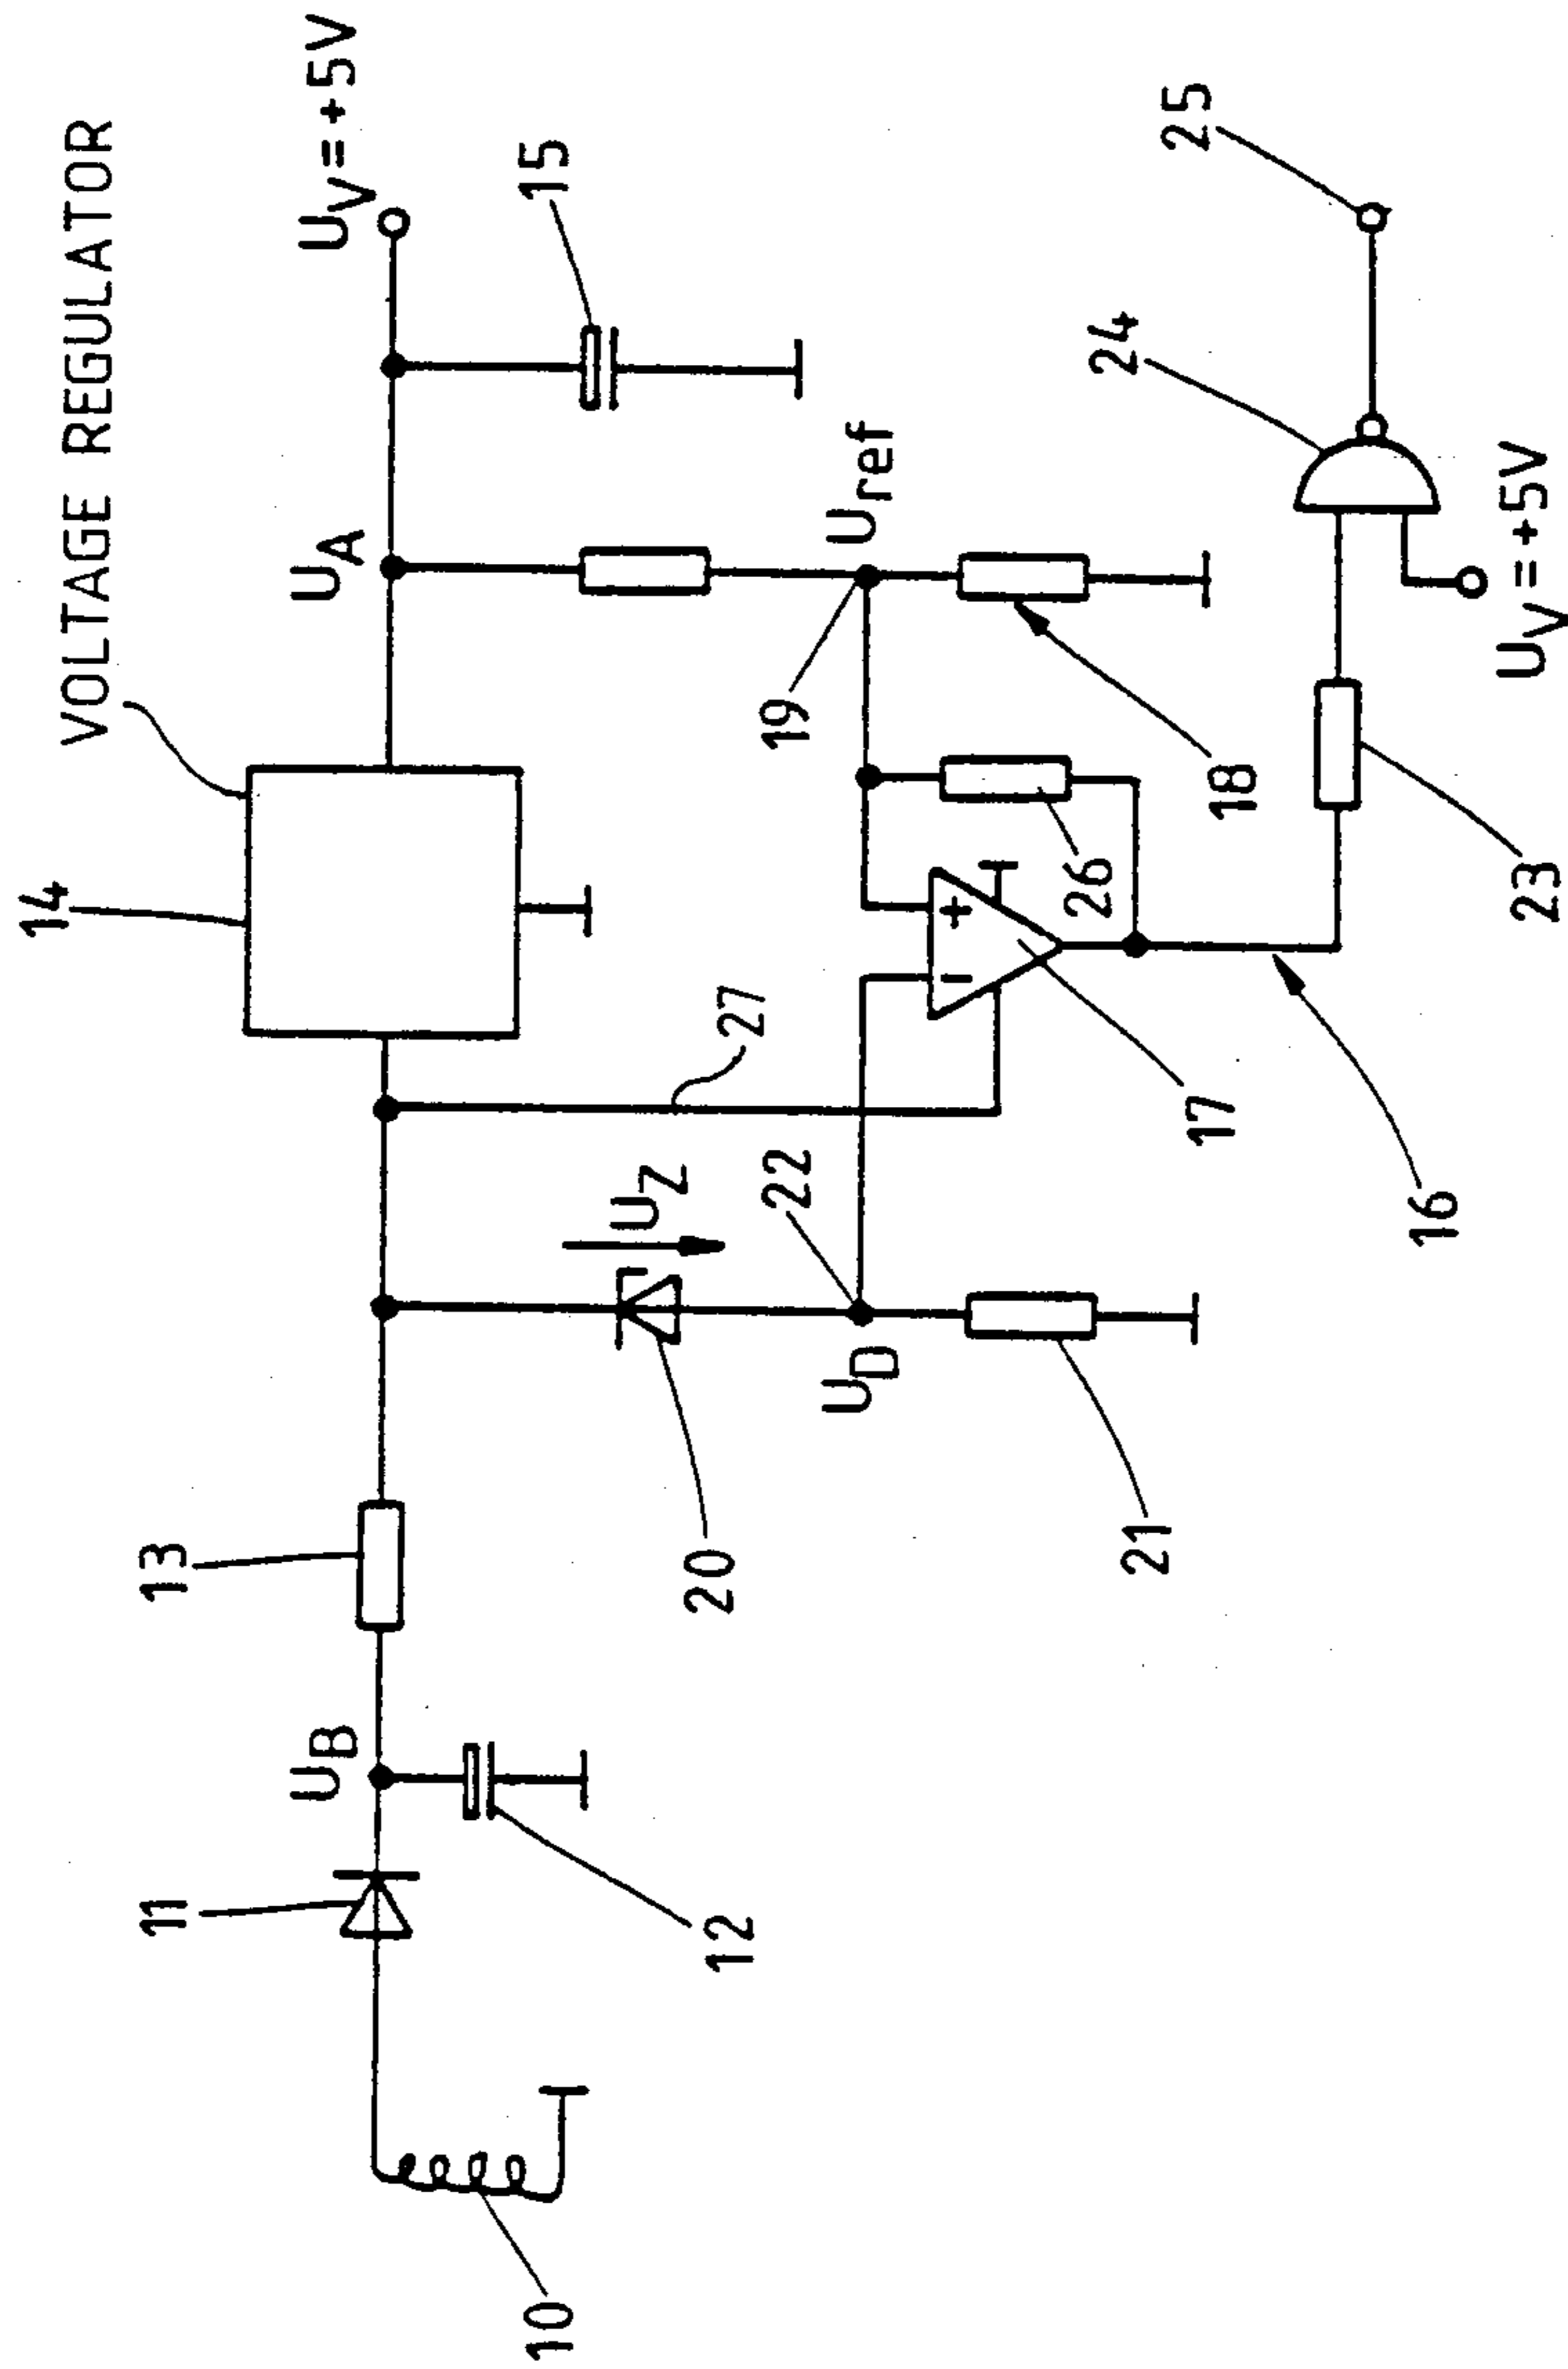 VOLTAGE REGULATOR
14
U_A
U_V = +5V
15
10
11
U_B
12
13
20
U_Z
27
U_D
22
21
17
+
−
16
26
19
U_ref
18
23
24
25
U_V = +5V